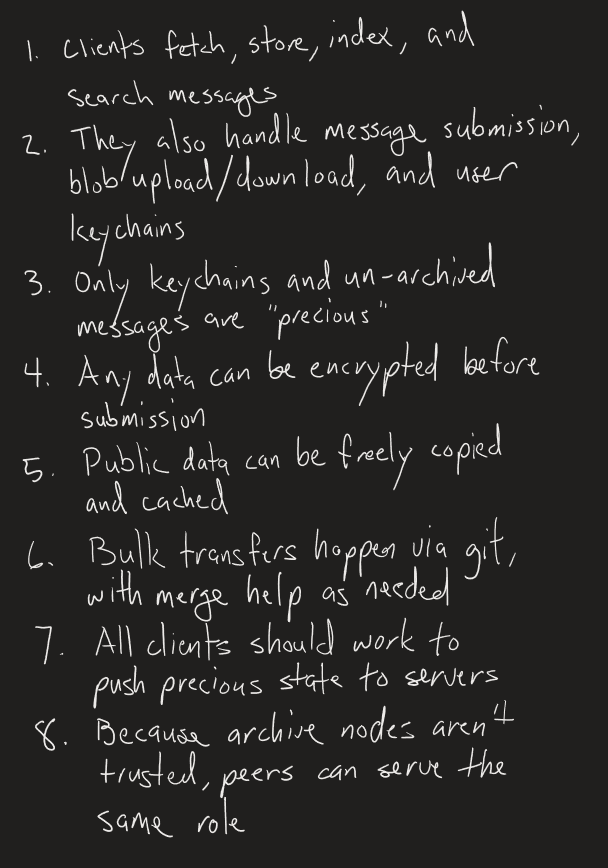 1. Clients fetch, store, index, and
search messages
2. They also handle message submission,
blob upload/download, and user
keychains
3. Only keychains and un-archived
messages are "precious"
4. Any data can be encrypted before
submission
5. Public data can be freely copied
and cached
6. Bulk transfers happen via git,
with merge help as needed
7. All clients should work to
push precious state to servers
8. Because archive nodes aren't
trusted, peers can serve the
same role